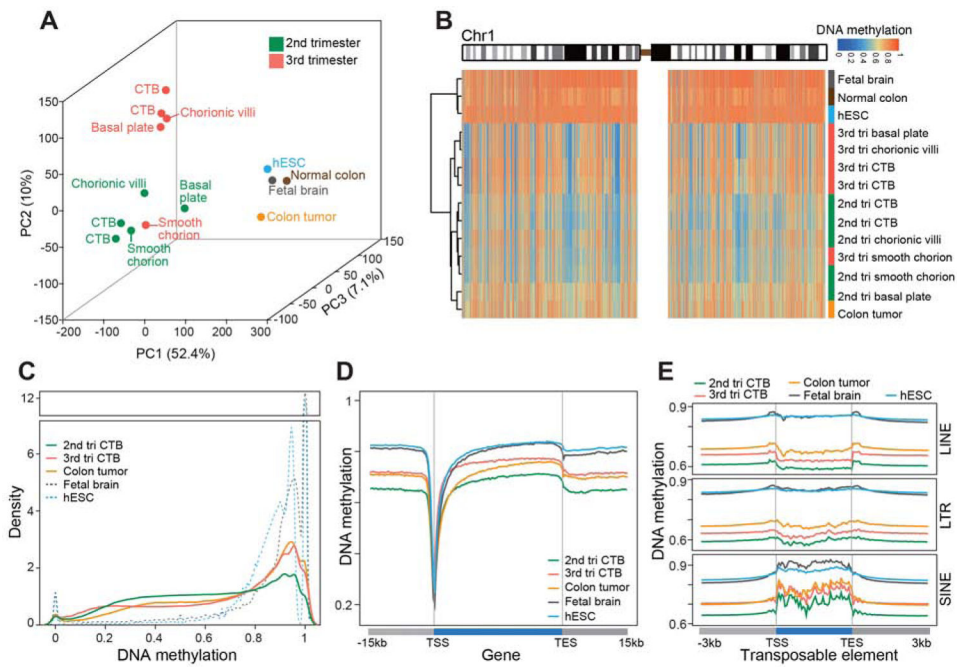 A
2nd trimester
3rd trimester
CTB
CTB
Chorionic villi
Basal plate
hESC
Normal colon
Fetal brain
Colon tumor
Chorionic villi
Basal
plate
CTB
CTB
Smooth
chorion
Smooth
chorion
PC2 (10%)
150
100
50
0
-50
-100
-150
-200
-100
0
100
200
300
PC1 (52.4%)
-100
-50
0
50
100
150
PC3 (7.1%)
B
Chr1
DNA methylation
0
0.2
0.4
0.6
0.8
1
Fetal brain
Normal colon
hESC
3rd tri basal plate
3rd tri chorionic villi
3rd tri CTB
3rd tri CTB
2nd tri CTB
2nd tri CTB
2nd tri chorionic villi
3rd tri smooth chorion
2nd tri smooth chorion
2nd tri basal plate
Colon tumor
C
12
6
4
2
0
Density
2nd tri CTB
3rd tri CTB
Colon tumor
Fetal brain
hESC
0
0.2
0.4
0.6
0.8
1
DNA methylation
D
1
0.2
DNA methylation
2nd tri CTB
3rd tri CTB
Colon tumor
Fetal brain
hESC
-15kb
TSS
TES
15kb
Gene
E
2nd tri CTB
Colon tumor
3rd tri CTB
Fetal brain
hESC
0.9
0.6
LINE
0.9
0.6
LTR
0.9
0.6
SINE
DNA methylation
-3kb
TSS
TES
3kb
Transposable element